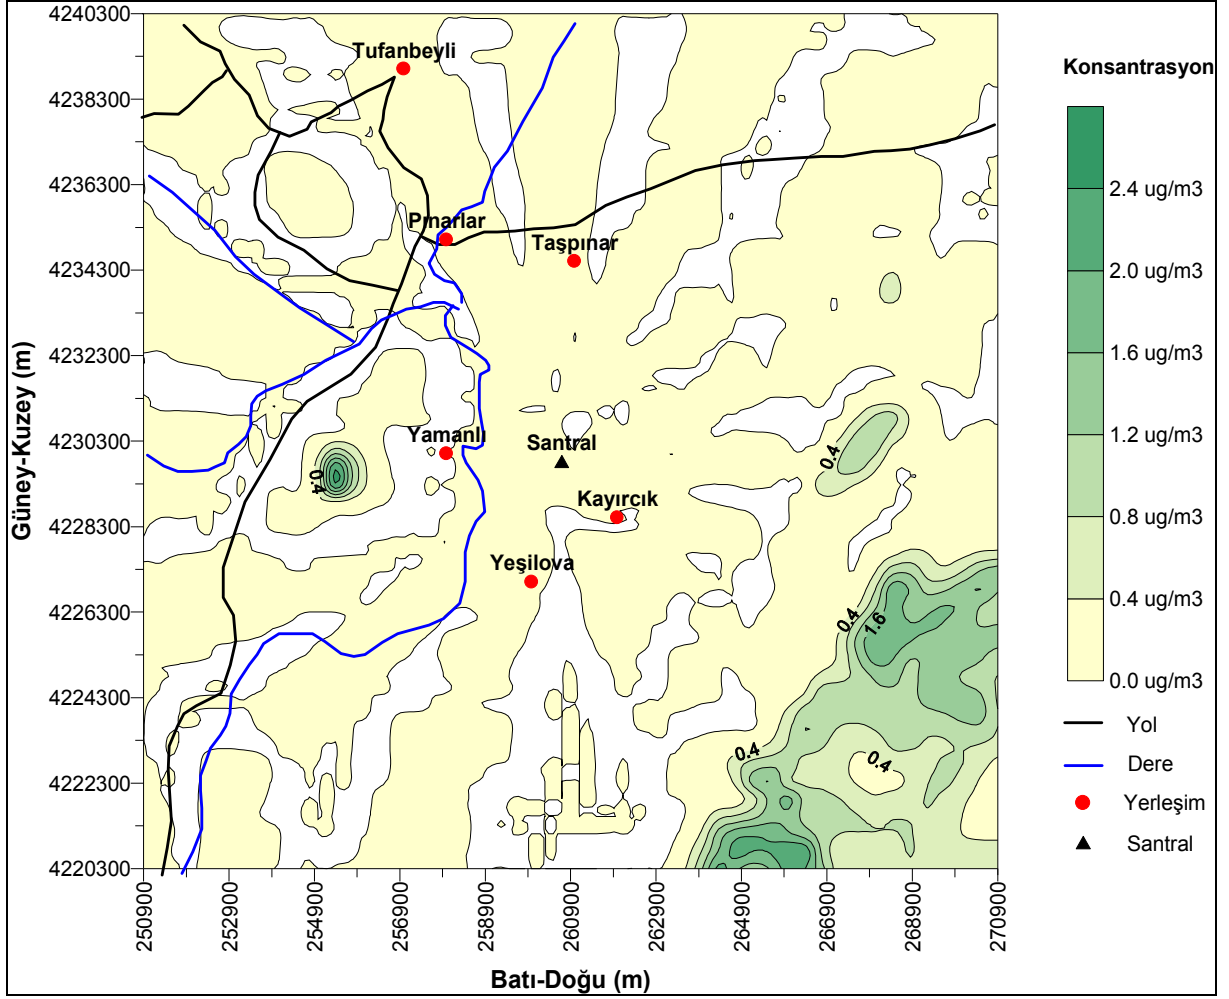 4240300
4238300
4236300
4234300
4232300
4230300
4228300
4226300
4224300
4222300
4220300
Güney-Kuzey (m)
Tufanbeyli
Pınarlar
Taşpınar
Yamanlı
Santral
Kayırcık
Yeşilova
0.4
0.4
0.4
1.6
0.4
0.4
250900
252900
254900
256900
258900
260900
262900
264900
266900
268900
270900
Batı-Doğu (m)
Konsantrasyon
2.4 ug/m3
2.0 ug/m3
1.6 ug/m3
1.2 ug/m3
0.8 ug/m3
0.4 ug/m3
0.0 ug/m3
Yol
Dere
Yerleşim
Santral